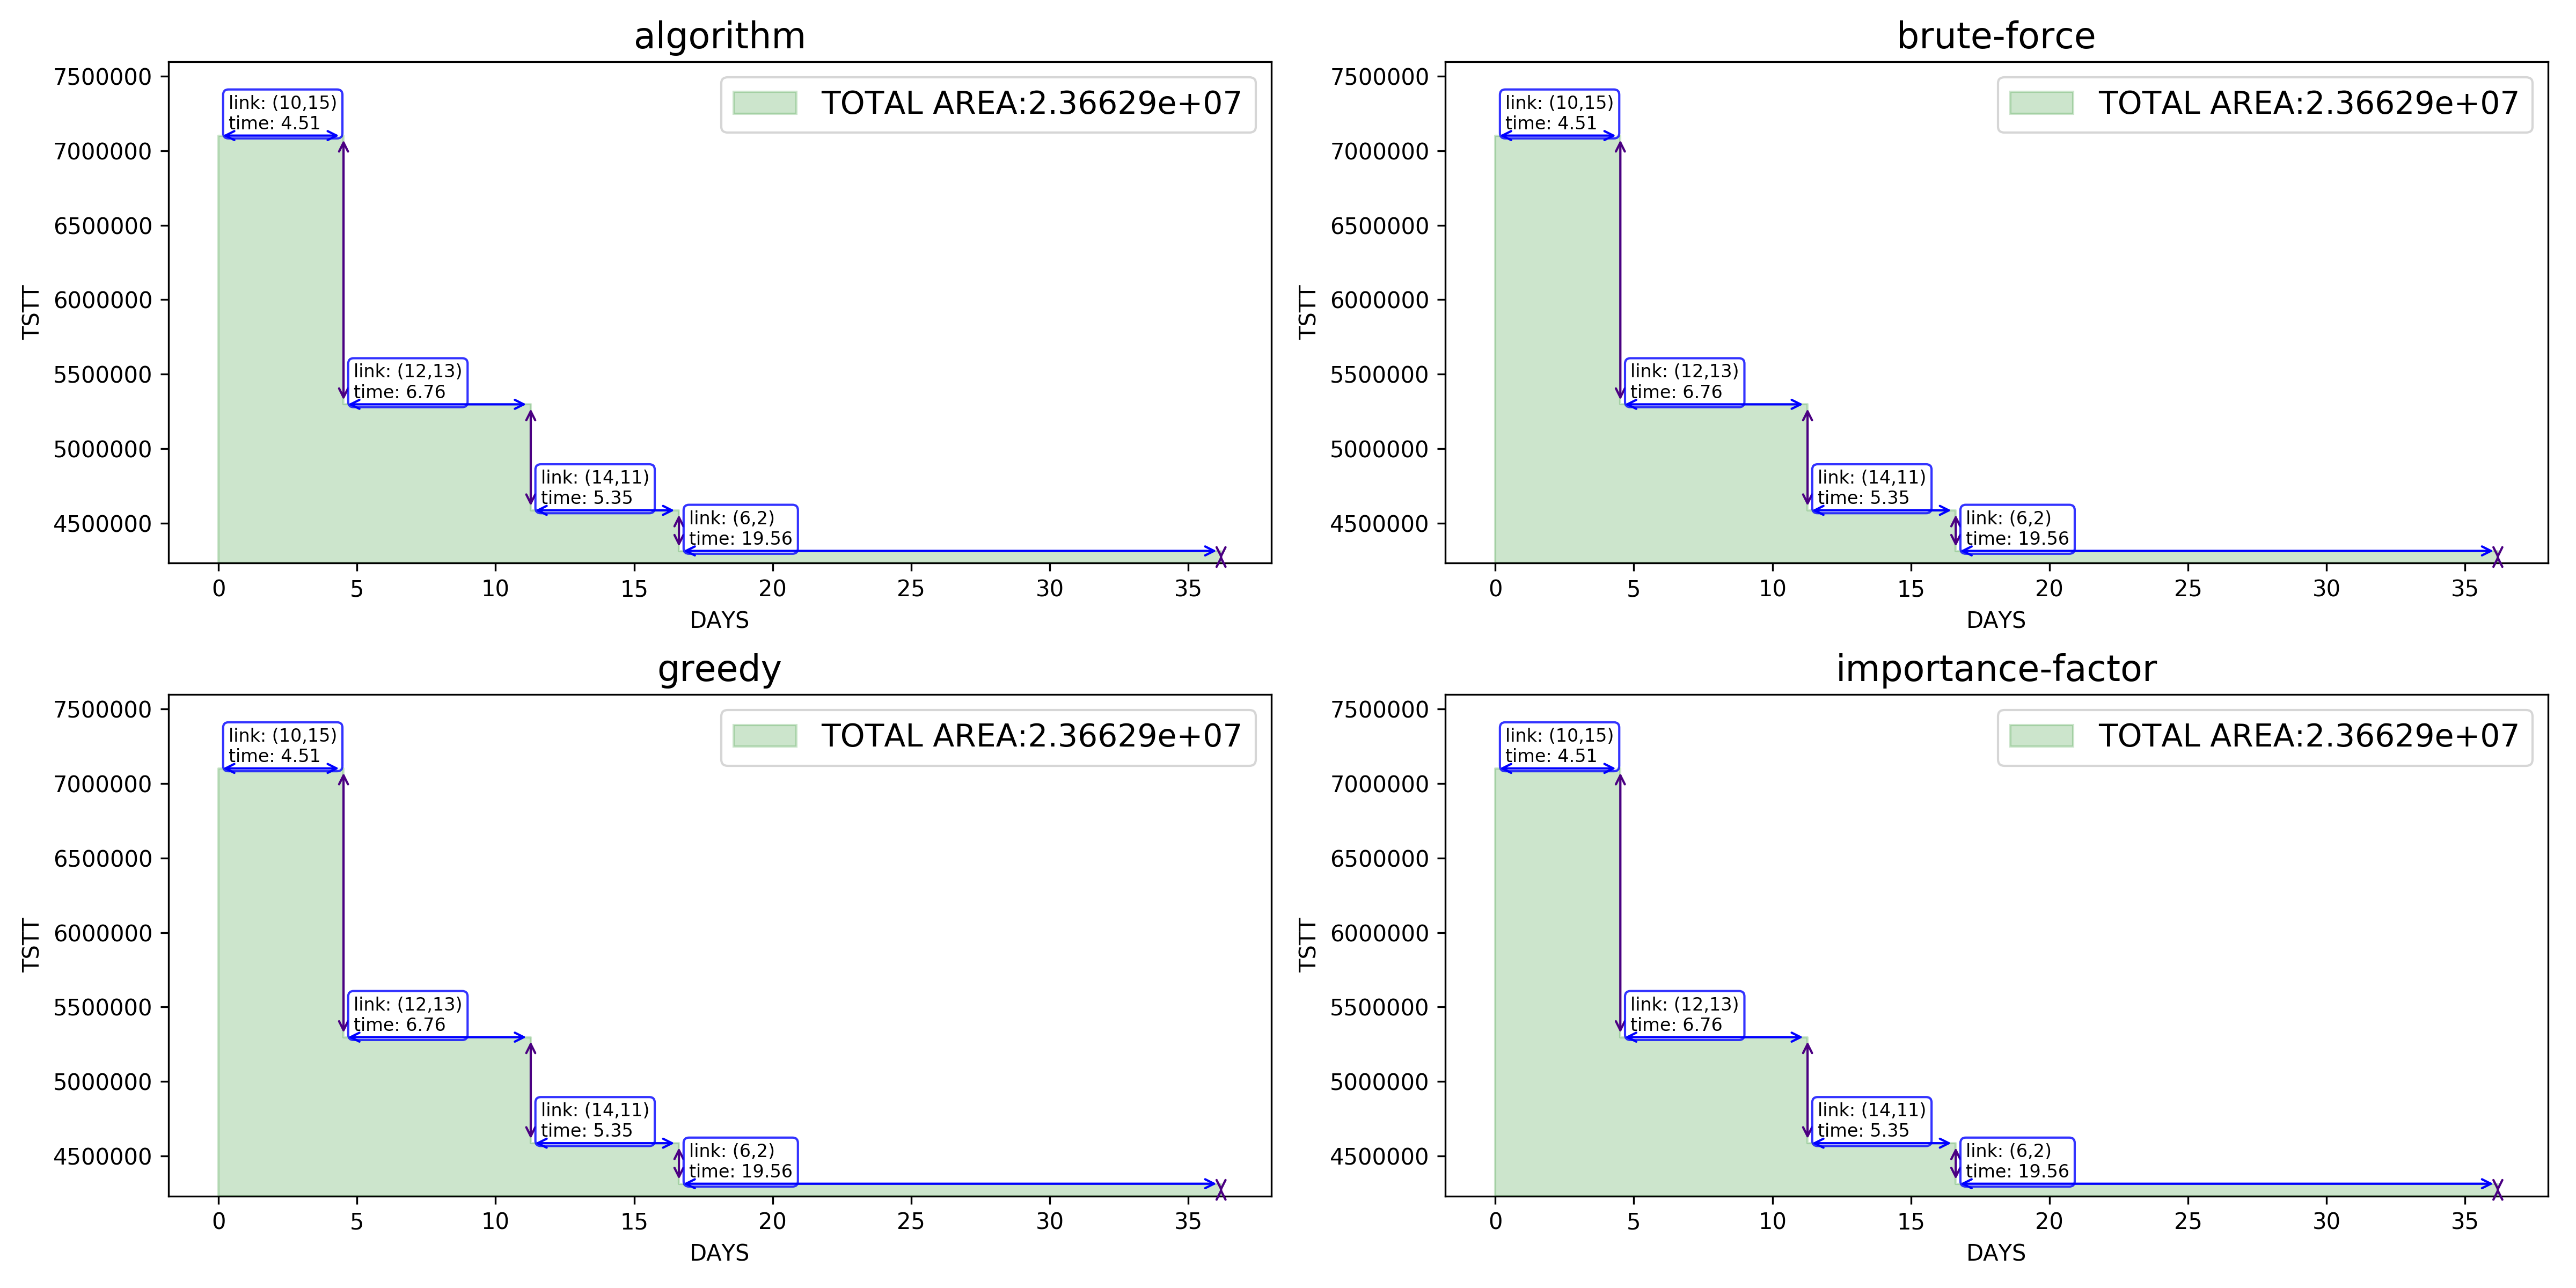 algorithm
TOTAL AREA:2.36629e+07
link: (10,15)
time: 4.51
link: (12,13)
time: 6.76
link: (14,11)
time: 5.35
link: (6,2)
time: 19.56
7500000
7000000
6500000
6000000
5500000
5000000
4500000
TSTT
0 5 10 15 20 25 30 35
DAYS
brute-force
TOTAL AREA:2.36629e+07
link: (10,15)
time: 4.51
link: (12,13)
time: 6.76
link: (14,11)
time: 5.35
link: (6,2)
time: 19.56
7500000
7000000
6500000
6000000
5500000
5000000
4500000
TSTT
0 5 10 15 20 25 30 35
DAYS
greedy
TOTAL AREA:2.36629e+07
link: (10,15)
time: 4.51
link: (12,13)
time: 6.76
link: (14,11)
time: 5.35
link: (6,2)
time: 19.56
7500000
7000000
6500000
6000000
5500000
5000000
4500000
TSTT
0 5 10 15 20 25 30 35
DAYS
importance-factor
TOTAL AREA:2.36629e+07
link: (10,15)
time: 4.51
link: (12,13)
time: 6.76
link: (14,11)
time: 5.35
link: (6,2)
time: 19.56
7500000
7000000
6500000
6000000
5500000
5000000
4500000
TSTT
0 5 10 15 20 25 30 35
DAYS